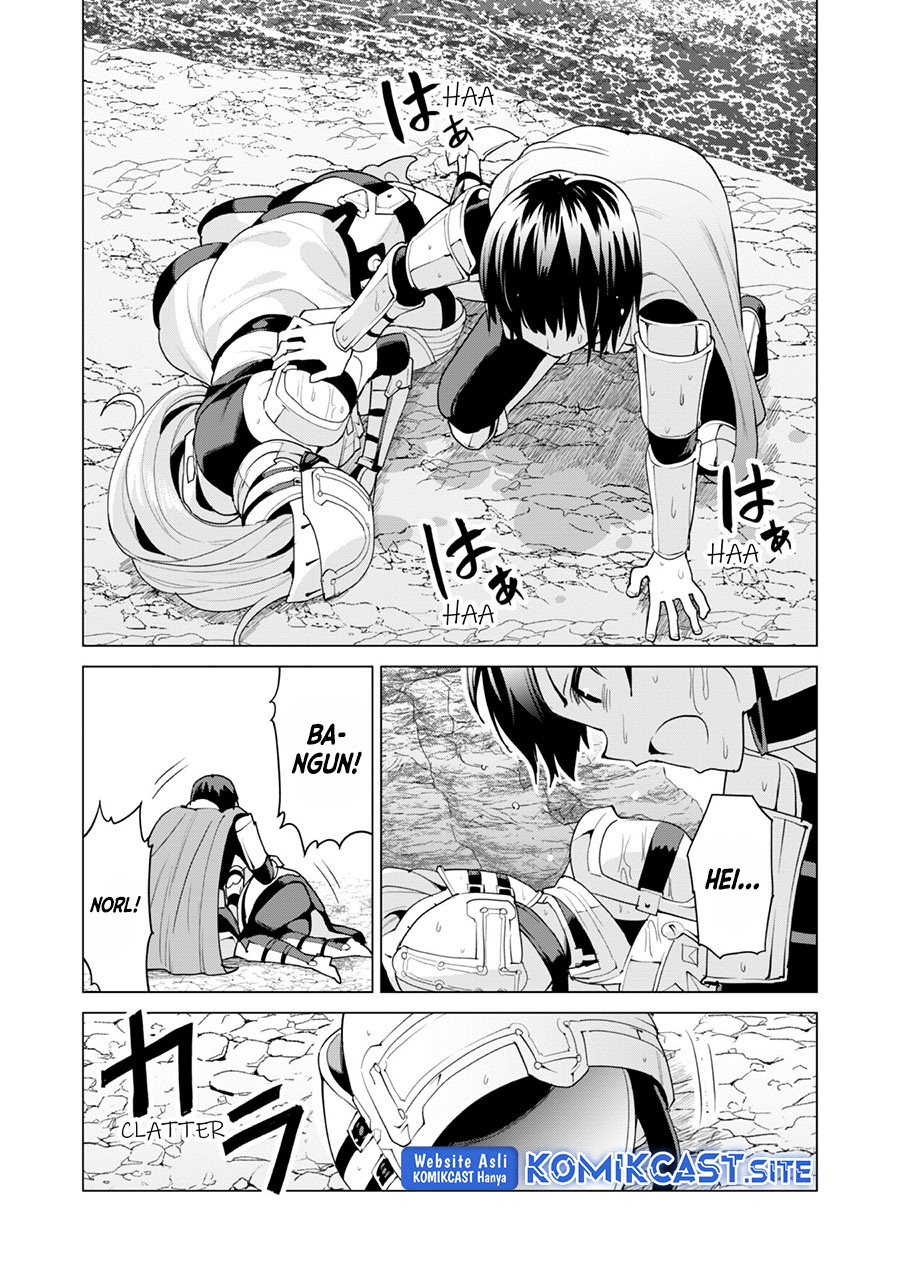 はぁ
HAA
はぁ
HAA
はぁ
HAA
HEI...
BA-
NGUN!
NORL!
カラ
CLATTER
Website Asli
KOMIKCAST Hanya
KOMIKCAST.SITE